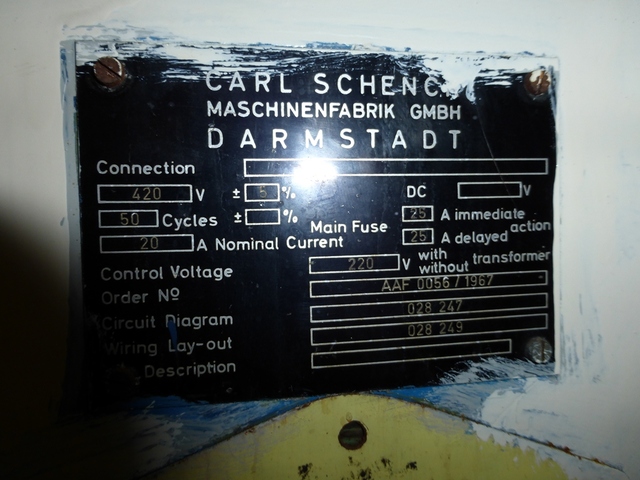 CARL SCHENC
MASCHINENFABRIK GMBH
DARMSTADT
Connection
420 V ± 5 % DC V
50 Cycles ± % Main Fuse 25 A immediate action
20 A Nominal Current 25 A delayed
Control Voltage 220 V with without transformer
Order Nº AAF 0056 / 1967
Circuit Diagram 028 247
Wiring Lay-out 028 249
Description